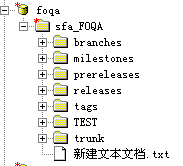 foqa
sfa_FOQA
branches
milestones
prereleases
releases
tags
TEST
trunk
新建文本文档.txt